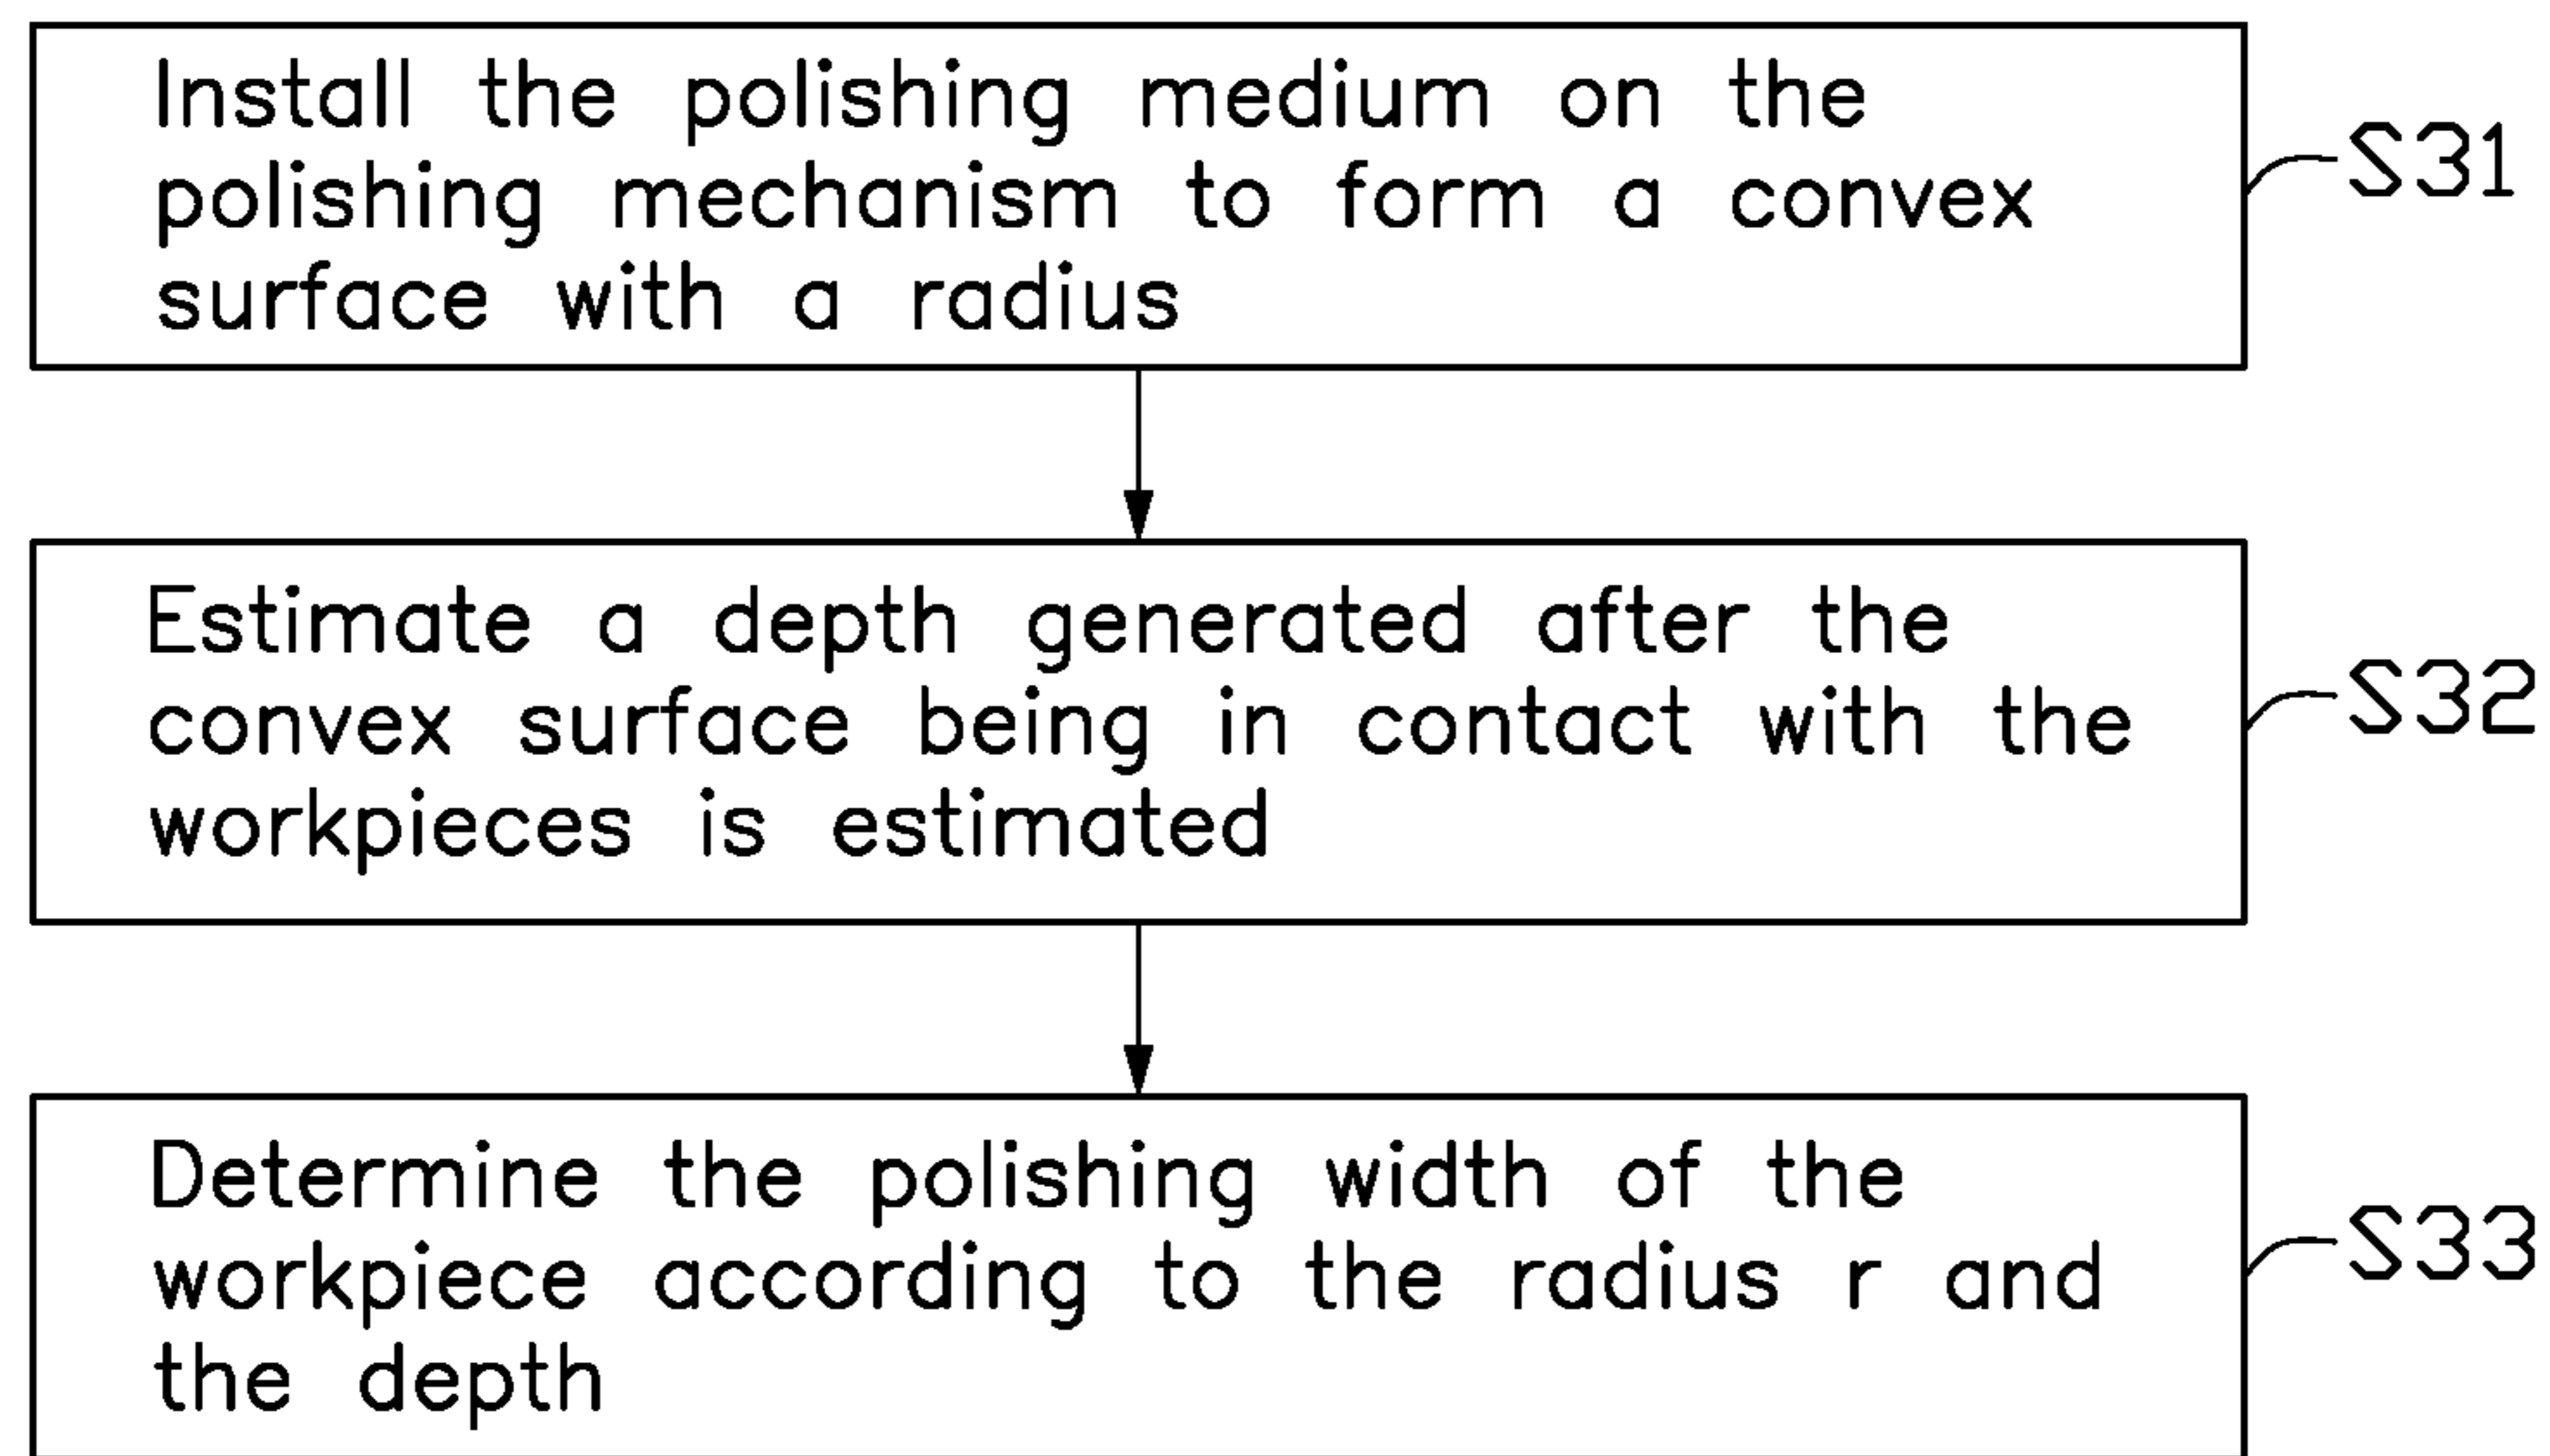 Install the polishing medium on the
polishing mechanism to form a convex
surface with a radius
S31
Estimate a depth generated after the
convex surface being in contact with the
workpieces is estimated
S32
Determine the polishing width of the
workpiece according to the radius r and
the depth
S33